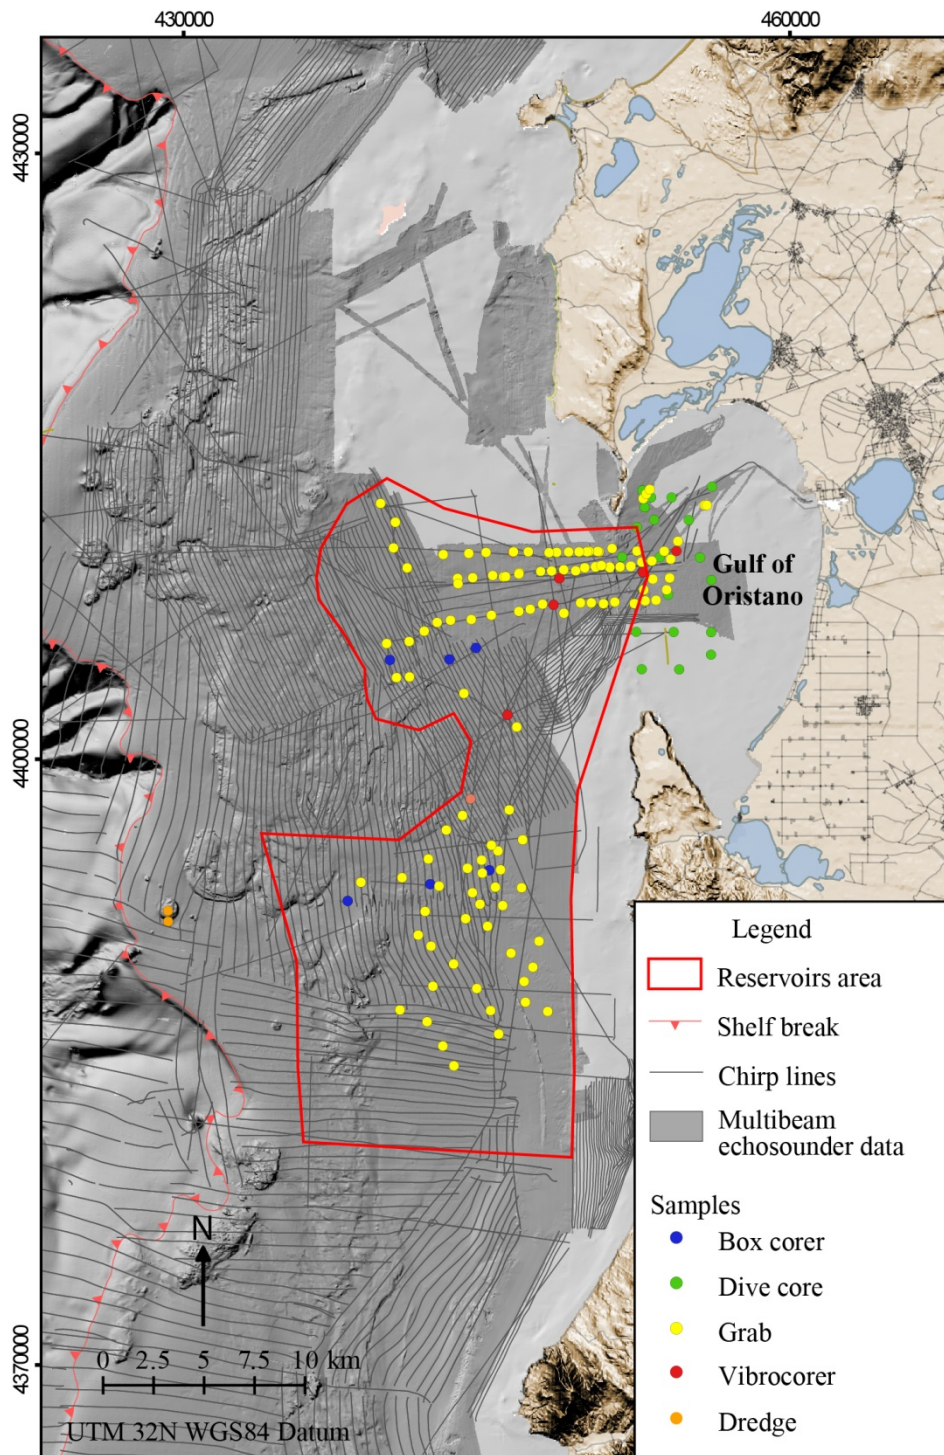 430000
460000
4430000
Gulf of
Oristano
4400000
Legend
Reservoirs area
Shelf break
Chirp lines
Multibeam
echosounder data
Samples
Box corer
Dive core
Grab
Vibrocorer
Dredge
N
4370000
0 2.5 5 7.5 10 km
UTM 32N WGS84 Datum